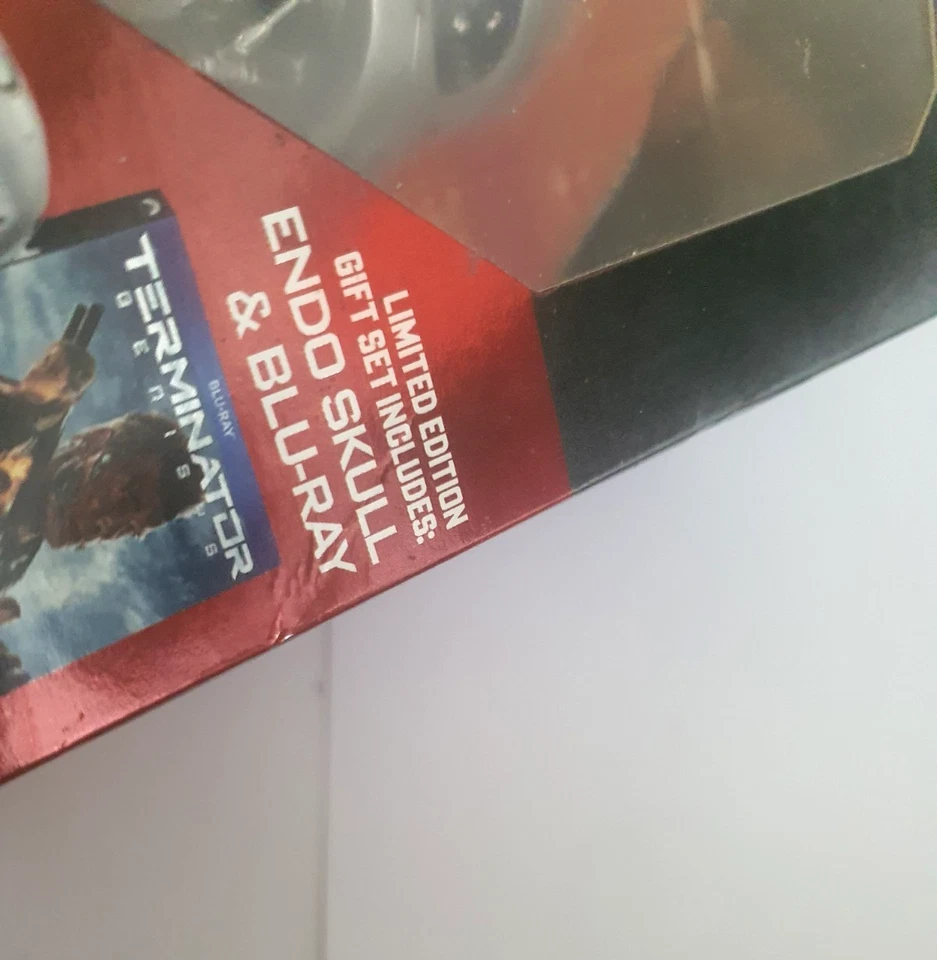 LIMITED EDITION
GIFT SET INCLUDES:
ENDO SKULL
& BLU-RAY
BLU-RAY
TERMINATOR
GENISYS